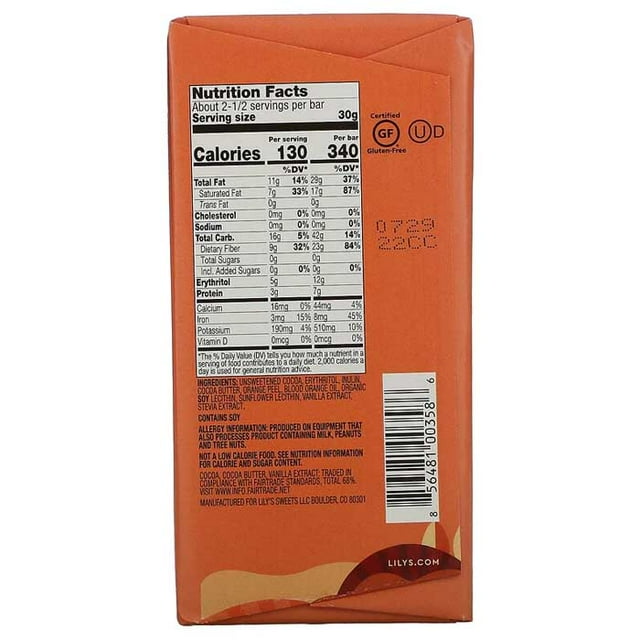 Nutrition Facts
About 2-1/2 servings per bar
Serving size 30g
Per serving Per bar
Calories 130 340
%DV* %DV*
Total Fat 11g 14% 29g 37%
Saturated Fat 7g 33% 17g 87%
Trans Fat 0g 0g
Cholesterol 0mg 0% 0mg 0%
Sodium 0mg 0% 0mg 0%
Total Carb. 16g 5% 42g 14%
Dietary Fiber 9g 32% 23g 84%
Total Sugars 0g 0g
Incl. Added Sugars 0g 0% 0g 0%
Erythritol 5g 12g
Protein 3g 7g
Calcium 16mg 0% 44mg 4%
Iron 3mg 15% 8mg 45%
Potassium 190mg 4% 510mg 10%
Vitamin D 0mcg 0% 0mcg 0%
*The % Daily Value (DV) tells you how much a nutrient in a
serving of food contributes to a daily diet. 2,000 calories a
day is used for general nutrition advice.
INGREDIENTS: UNSWEETENED COCOA, ERYTHRITOL, INULIN,
COCOA BUTTER, ORANGE PEEL, BLOOD ORANGE OIL, ORGANIC
SOY LECITHIN, SUNFLOWER LECITHIN, VANILLA EXTRACT,
STEVIA EXTRACT.
CONTAINS SOY
ALLERGY INFORMATION: PRODUCED ON EQUIPMENT THAT
ALSO PROCESSES PRODUCT CONTAINING MILK, PEANUTS
AND TREE NUTS.
NOT A LOW CALORIE FOOD. SEE NUTRITION INFORMATION
FOR CALORIE AND SUGAR CONTENT.
COCOA, COCOA BUTTER, VANILLA EXTRACT: TRADED IN
COMPLIANCE WITH FAIRTRADE STANDARDS, TOTAL 68%.
VISIT WWW.INFO.FAIRTRADE.NET
MANUFACTURED FOR LILY'S SWEETS LLC BOULDER, CO 80301
Certified
GF
Gluten-Free
U D
0729
22CC
8 56481 00358 6
LILYS.COM